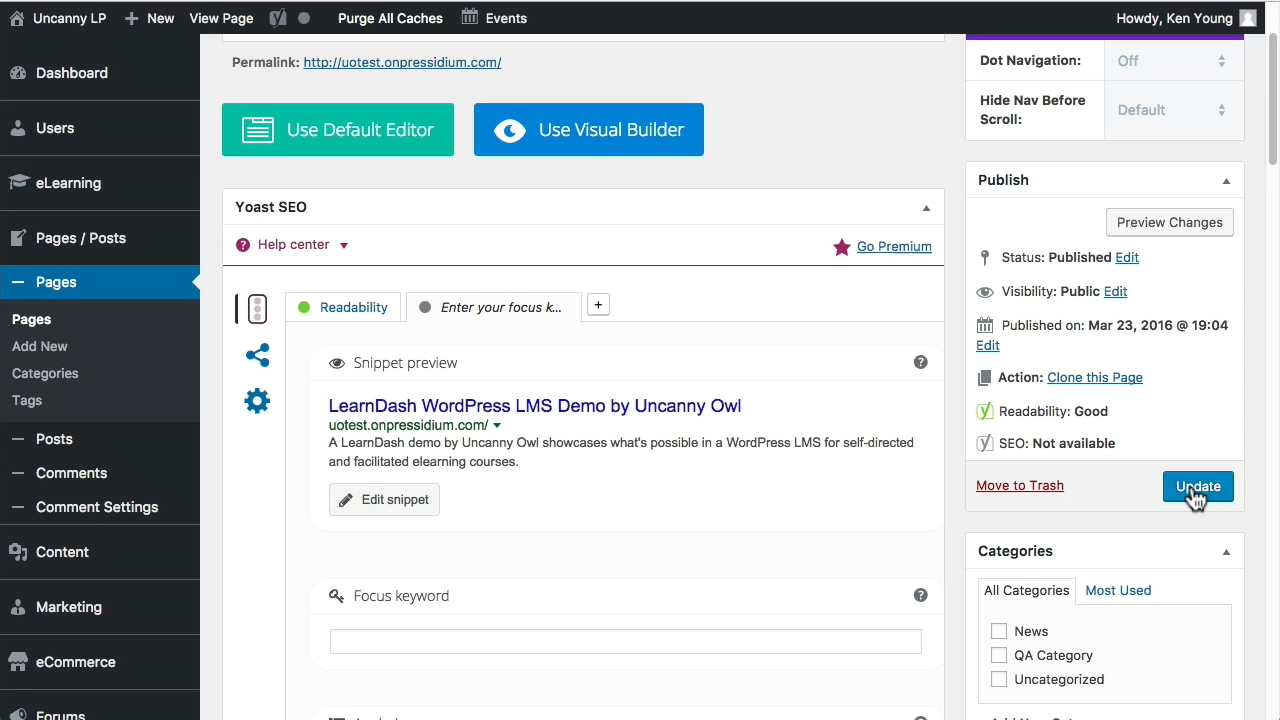 Uncanny LP
New
View Page
Purge All Caches
Events
Howdy, Ken Young
Dashboard
Users
eLearning
Pages / Posts
Pages
Pages
Add New
Categories
Tags
Posts
Comments
Comment Settings
Content
Marketing
eCommerce
Forums
Permalink: http://uotest.onpressidium.com/
Use Default Editor
Use Visual Builder
Yoast SEO
Help center
Go Premium
Readability
Enter your focus k...
+
Snippet preview
LearnDash WordPress LMS Demo by Uncanny Owl
uotest.onpressidium.com/
A LearnDash demo by Uncanny Owl showcases what's possible in a WordPress LMS for self-directed
and facilitated elearning courses.
Edit snippet
Focus keyword
Dot Navigation:
Off
Hide Nav Before
Scroll:
Default
Publish
Preview Changes
Status: Published Edit
Visibility: Public Edit
Published on: Mar 23, 2016 @ 19:04
Edit
Action: Clone this Page
Readability: Good
SEO: Not available
Move to Trash
Update
Categories
All Categories
Most Used
News
QA Category
Uncategorized